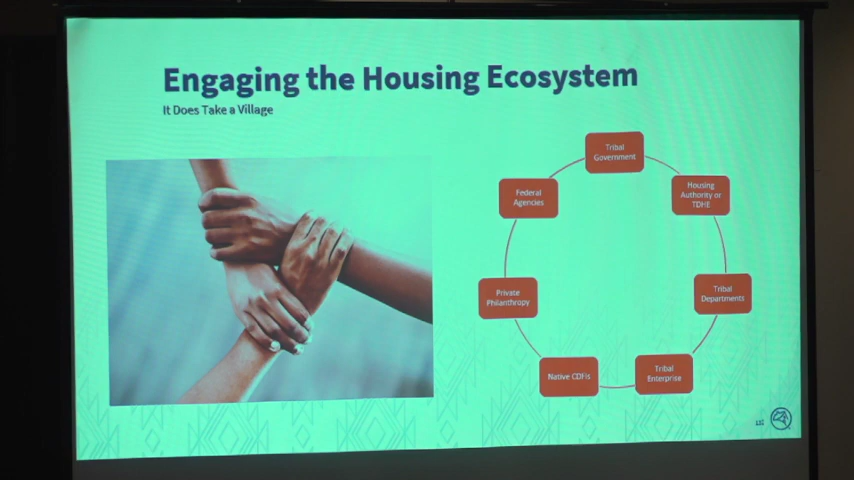 Engaging the Housing Ecosystem
It Does Take a Village
Tribal
Government
Housing
Authority or
TDHE
Tribal
Departments
Tribal
Enterprise
Native CDFIs
Private
Philanthropy
Federal
Agencies